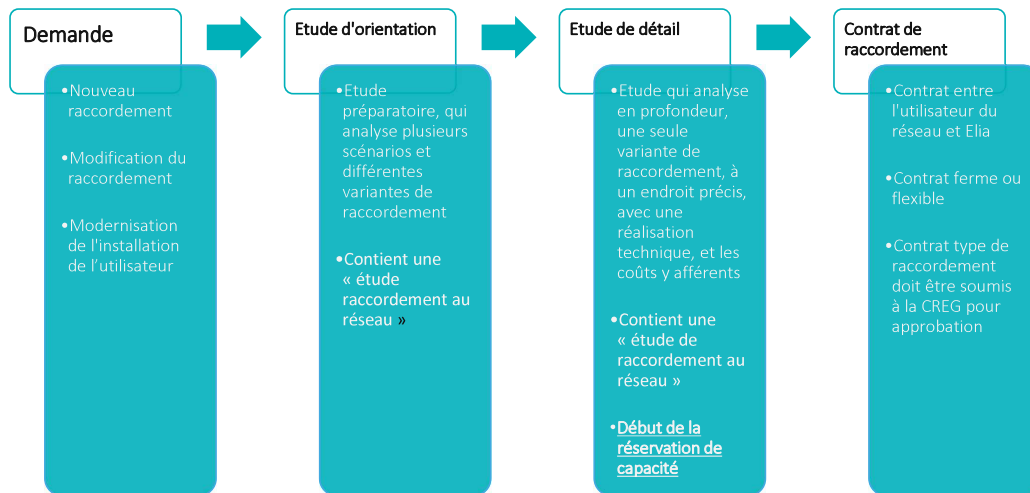 Demande
•Nouveau
raccordement
•Modification du
raccordement
•Modernisation
de l'installation
de l’utilisateur
Etude d'orientation
•Etude
préparatoire, qui
analyse plusieurs
scénarios et
différentes
variantes de
raccordement
•Contient une
« étude
raccordement au
réseau »
Etude de détail
•Etude qui analyse
en profondeur,
une seule
variante de
raccordement, à
un endroit précis,
avec une
réalisation
technique, et les
coûts y afférents
•Contient une
« étude de
raccordement au
réseau »
•Début de la
réservation de
capacité
Contrat de
raccordement
•Contrat entre
l'utilisateur du
réseau et Elia
•Contrat ferme ou
flexible
•Contrat type de
raccordement
doit être soumis
à la CREG pour
approbation